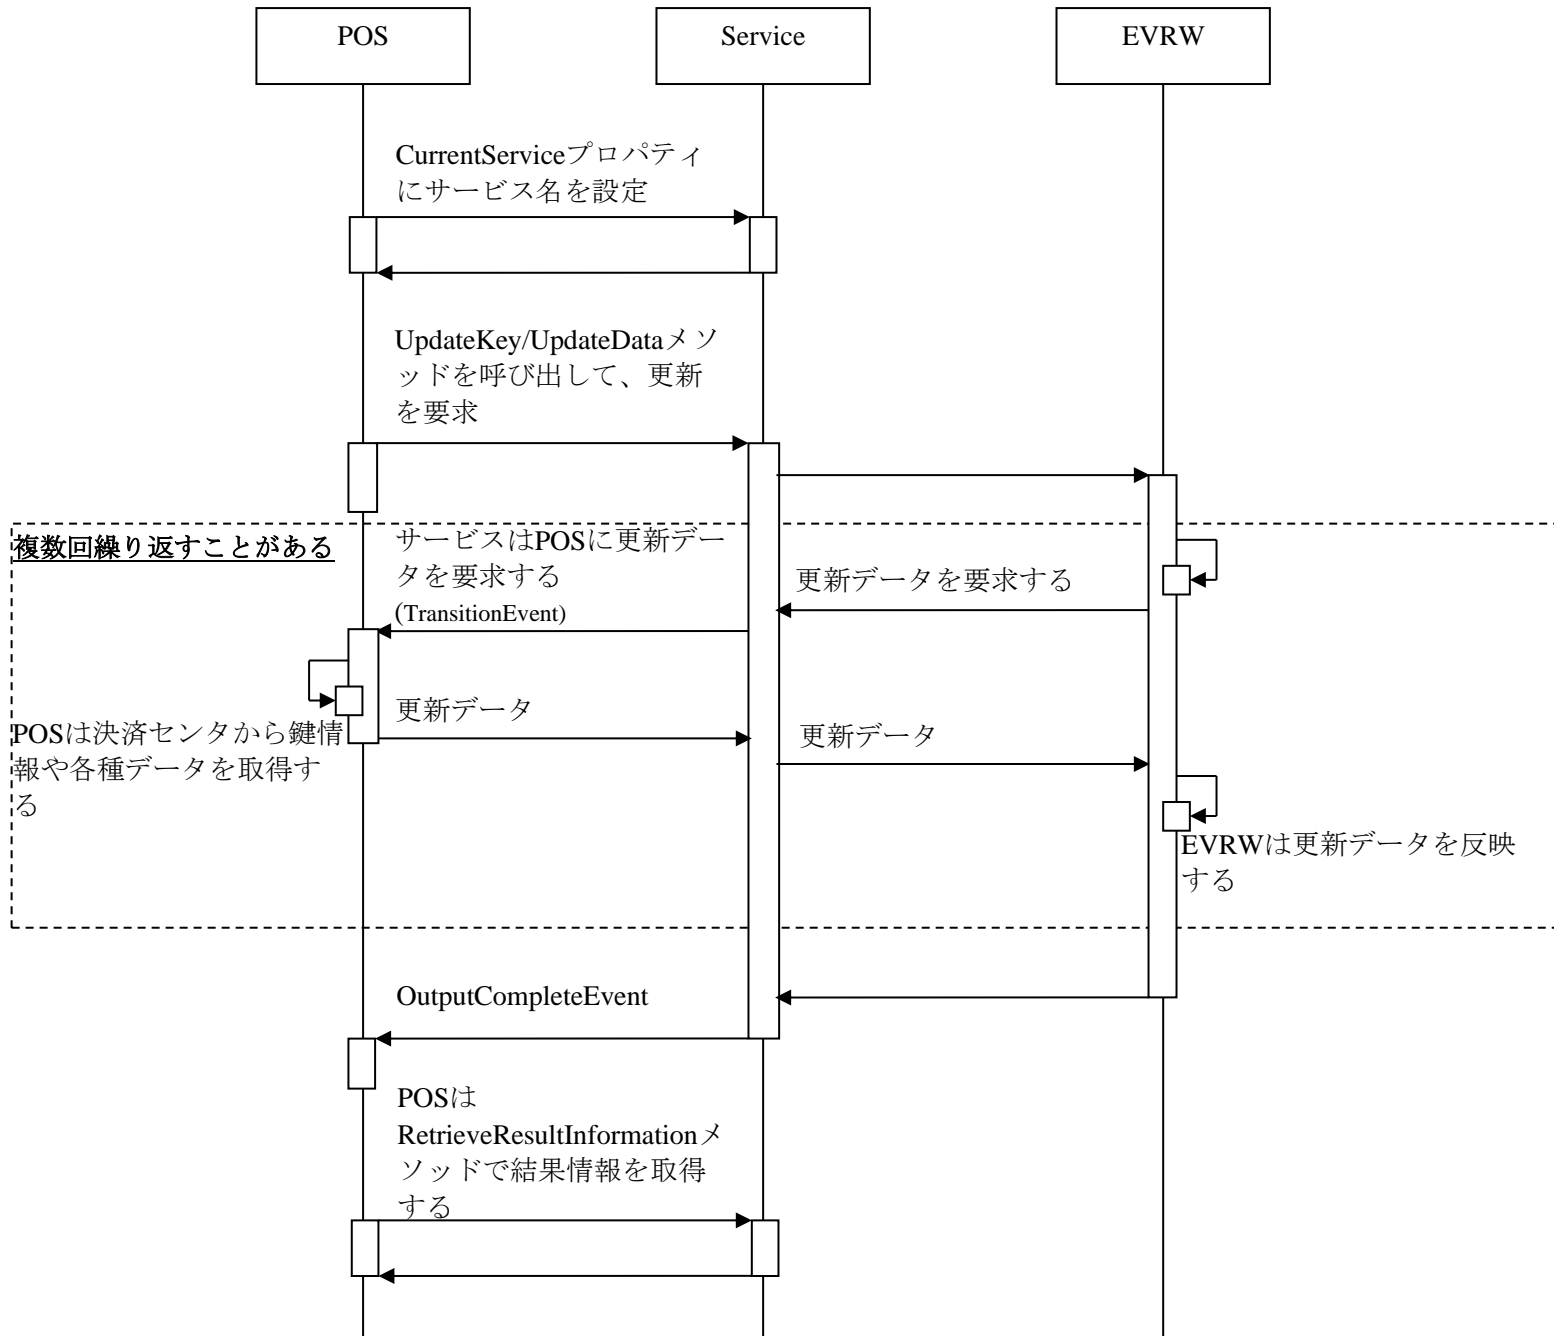 POS
Service
EVRW
CurrentServiceプロパティ
にサービス名を設定
UpdateKey/UpdateDataメソ
ッドを呼び出して、更新
を要求
複数回繰り返すことがある
サービスはPOSに更新デー
タを要求する
(TransitionEvent)
更新データを要求する
更新データ
更新データ
POSは決済センタから鍵情
報や各種データを取得す
る
EVRWは更新データを反映
する
OutputCompleteEvent
POSは
RetrieveResultInformationメ
ソッドで結果情報を取得
する